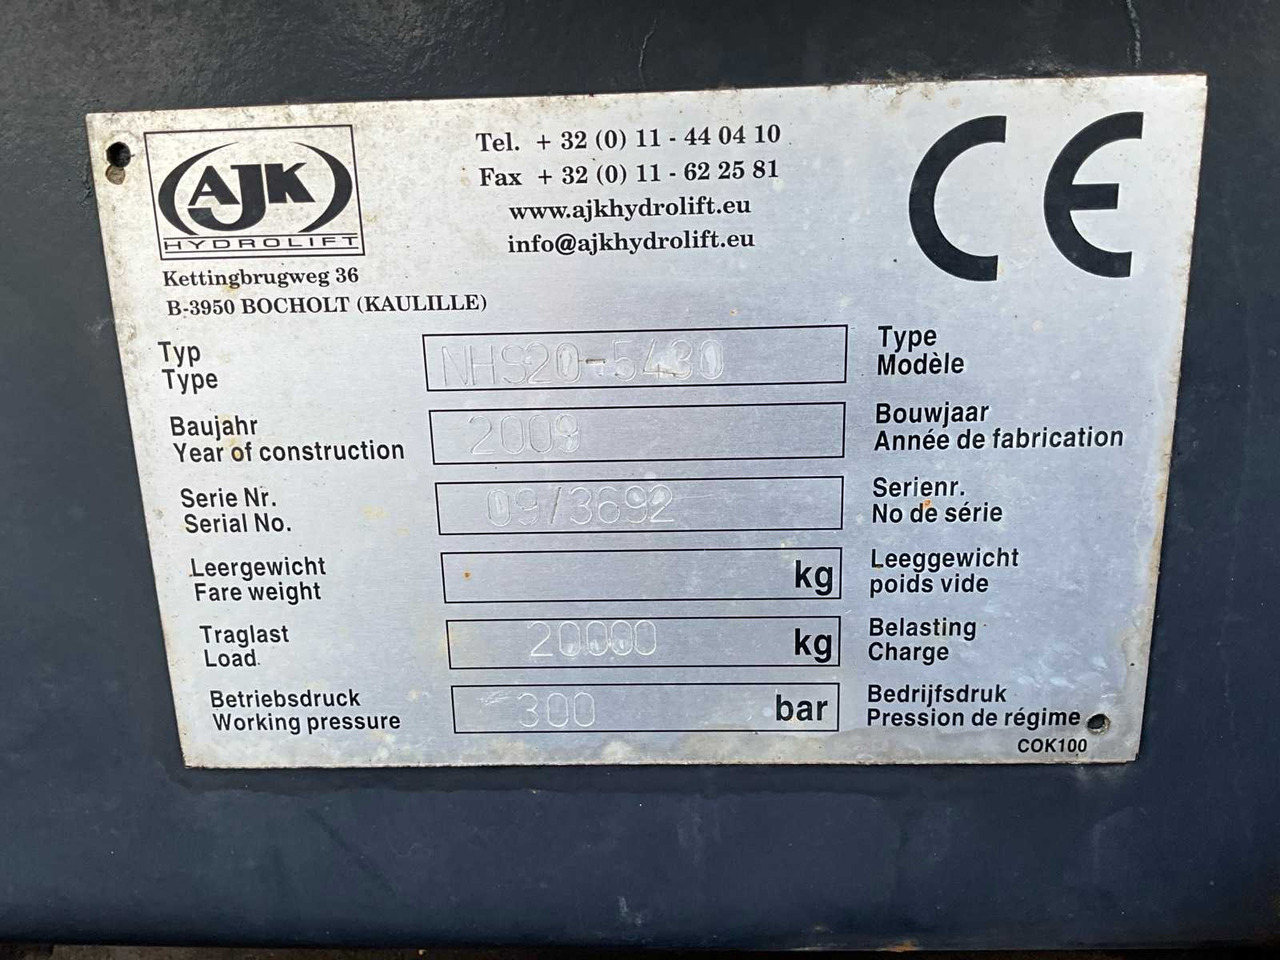 AJK
HYDROLIFT
Kettingbrugweg 36
B-3950 BOCHOLT (KAULILLE)
Tel. + 32 (0) 11 - 44 04 10
Fax + 32 (0) 11 - 62 25 81
www.ajkhydrolift.eu
info@ajkhydrolift.eu
CE
Typ
Type
NHS20-5430
Type
Modèle
Baujahr
Year of construction
2009
Bouwjaar
Année de fabrication
Serie Nr.
Serial No.
09/3692
Serienr.
No de série
Leergewicht
Fare weight
kg
Leeggewicht
poids vide
Traglast
Load
20000 kg
Belasting
Charge
Betriebsdruck
Working pressure
300 bar
Bedrijfsdruk
Pression de régime
COK100